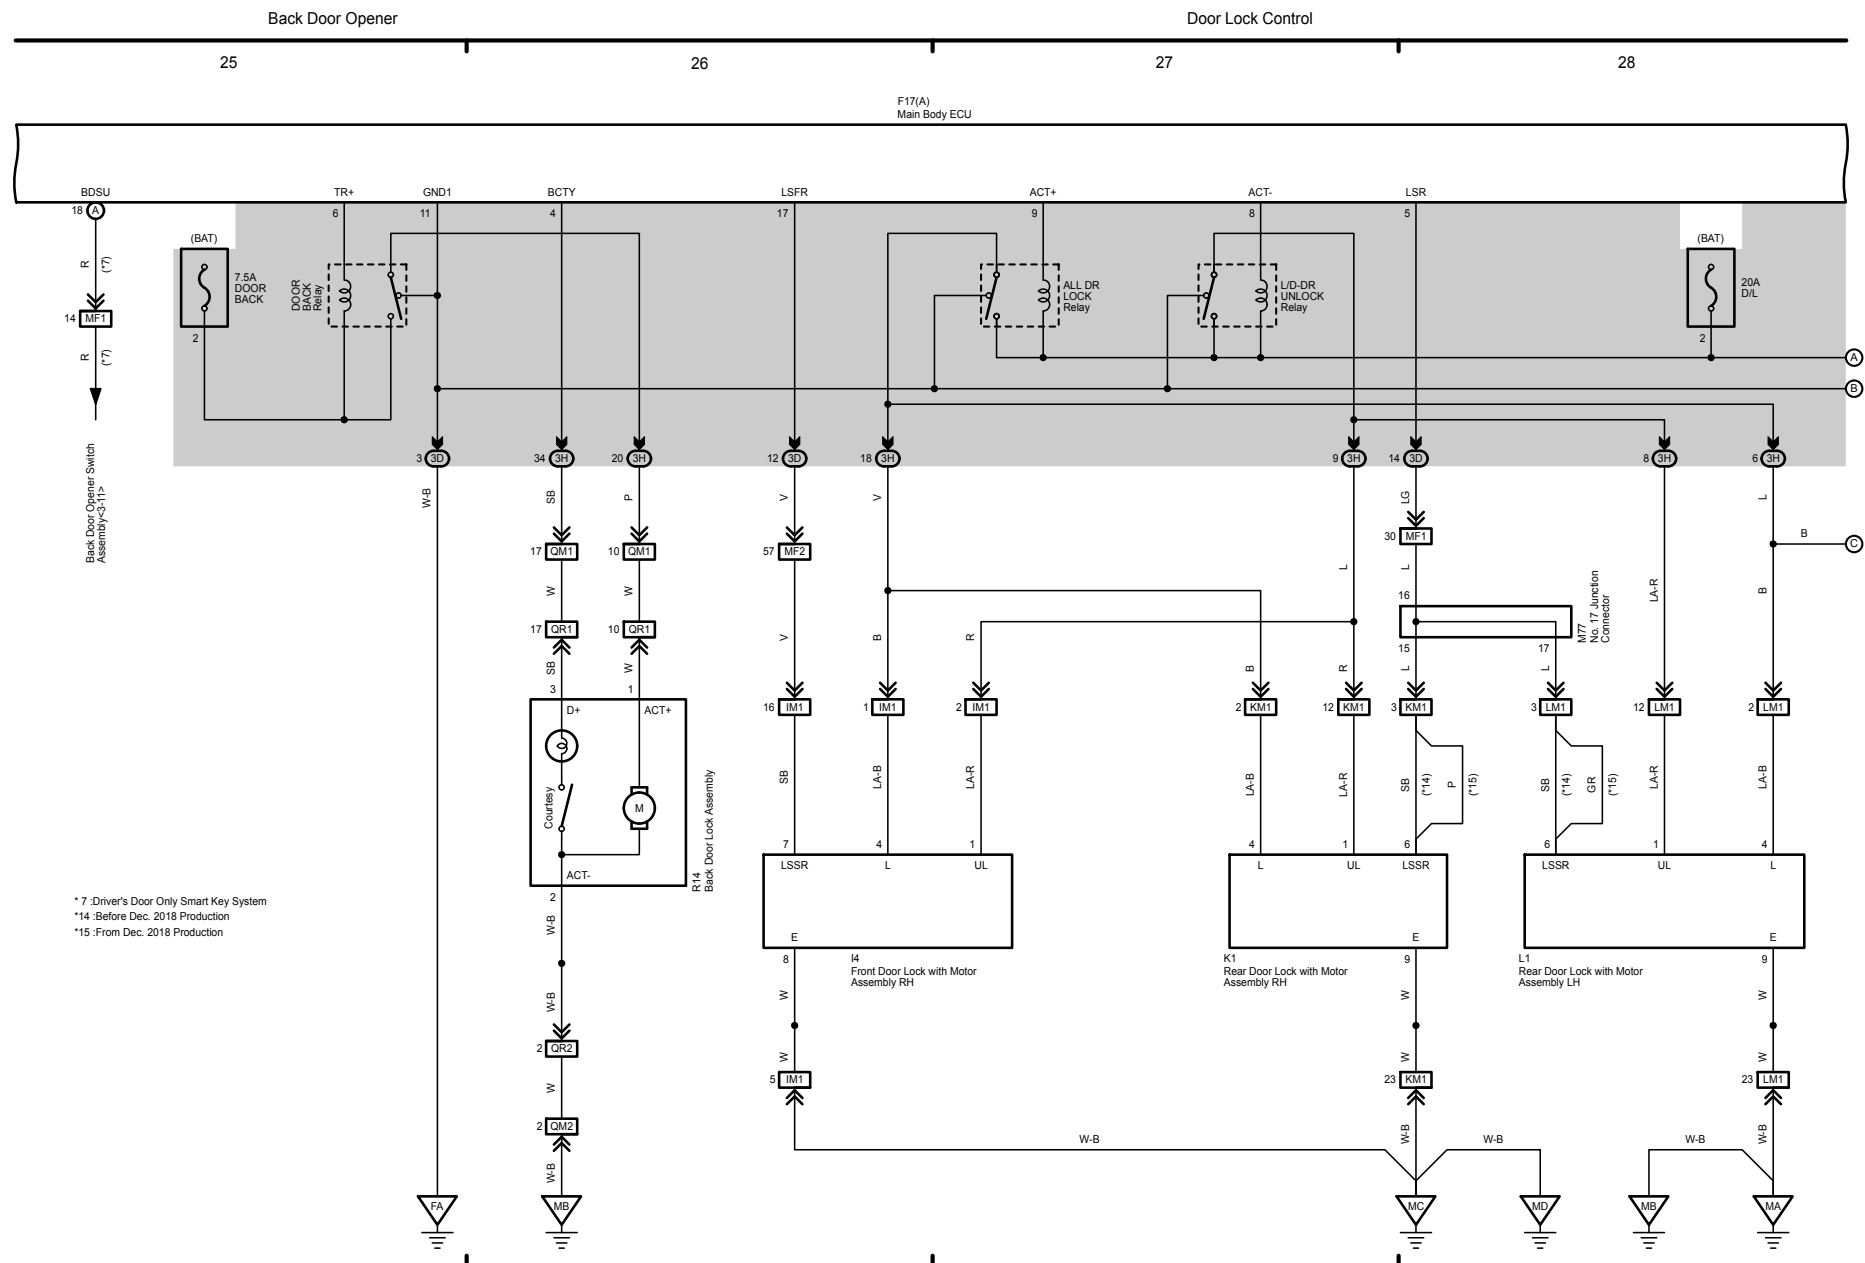 Back Door Opener
Door Lock Control
25
26
27
28
F17(A)
Main Body ECU
BDSU
TR+
GND1
BCTY
LSFR
ACT+
ACT-
LSR
18 A
6
11
4
17
9
8
5
(BAT)
7.5A
DOOR
BACK
2
DOOR
BACK
Relay
ALL DR
LOCK
Relay
L/D-DR
UNLOCK
Relay
(BAT)
20A
D/L
2
A
B
R
(*7)
14 MF1
R
(*7)
Back Door Opener Switch
Assembly<3-11>
3 3D
34 3H
20 3H
12 3D
18 3H
9 3H
14 3D
8 3H
6 3H
W-B
SB
P
V
V
L
LG
LA-R
L
B
C
17 QM1
10 QM1
57 MF2
30 MF1
W
W
L
16
M77
No. 17 Junction
Connector
15
17
17 QR1
10 QR1
V
B
R
B
R
L
L
B
SB
W
3
1
16 IM1
1 IM1
2 IM1
2 KM1
12 KM1
3 KM1
3 LM1
12 LM1
2 LM1
D+
ACT+
Courtesy
M
ACT-
2
R14
Back Door Lock Assembly
SB
LA-B
LA-R
LA-B
LA-R
SB
(*14)
P
(*15)
SB
(*14)
GR
(*15)
LA-R
LA-B
7
4
1
4
1
6
6
1
4
LSSR
L
UL
L
UL
LSSR
LSSR
UL
L
E
E
E
8
9
9
I4
Front Door Lock with Motor
Assembly RH
K1
Rear Door Lock with Motor
Assembly RH
L1
Rear Door Lock with Motor
Assembly LH
* 7 :Driver's Door Only Smart Key System
*14 :Before Dec. 2018 Production
*15 :From Dec. 2018 Production
W-B
W-B
W
W
W
2 QR2
W
W
W
W
5 IM1
23 KM1
23 LM1
2 QM2
W-B
W-B
W-B
W-B
W-B
W-B
FA
MB
MC
MD
MB
MA